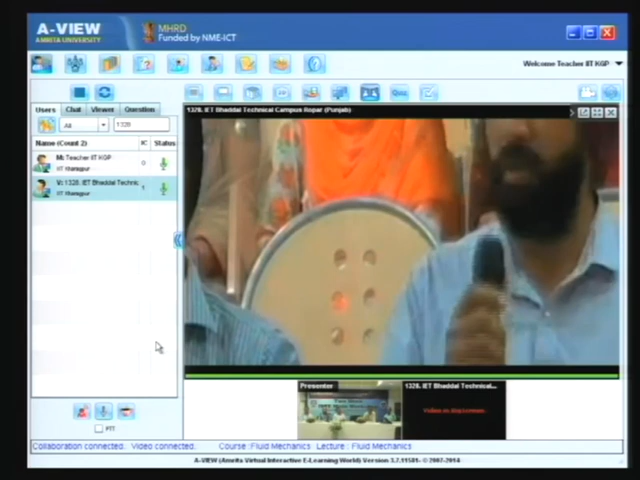 A-VIEW
AMRITA UNIVERSITY
MHRD
Funded by NME-ICT
Welcome Teacher IIT KGP
Users Chat Viewer Question
All
1328
Name (Count 2) IC Status
M: Teacher IIT KGP 0
IIT Kharagpur
V: 1328. IET Bhaddal Technic 1
IIT Kharagpur
1328. IET Bhaddal Technical Campus Ropar (Punjab)
Presenter
1328. IET Bhaddal Technical...
PTT
Collaboration connected. Video connected. Course :Fluid Mechanics Lecture : Fluid Mechanics
A-VIEW (Amrita Virtual Interactive E-Learning World) Version 3.7.11501- © 2007-2014